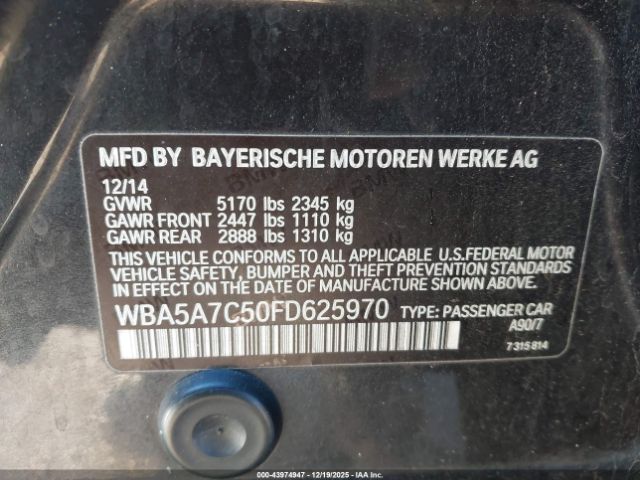 MFD BY BAYERISCHE MOTOREN WERKE AG
12/14
GVWR 5170 lbs 2345 kg
GAWR FRONT 2447 lbs 1110 kg
GAWR REAR 2888 lbs 1310 kg
THIS VEHICLE CONFORMS TO ALL APPLICABLE U.S.FEDERAL MOTOR
VEHICLE SAFETY, BUMPER AND THEFT PREVENTION STANDARDS
IN EFFECT ON THE DATE OF MANUFACTURE SHOWN ABOVE.
WBA5A7C50FD625970 TYPE: PASSENGER CAR
A90/7
7 315 814
© IAA - 43974947 - 12/19/2025 - IAAI.COM